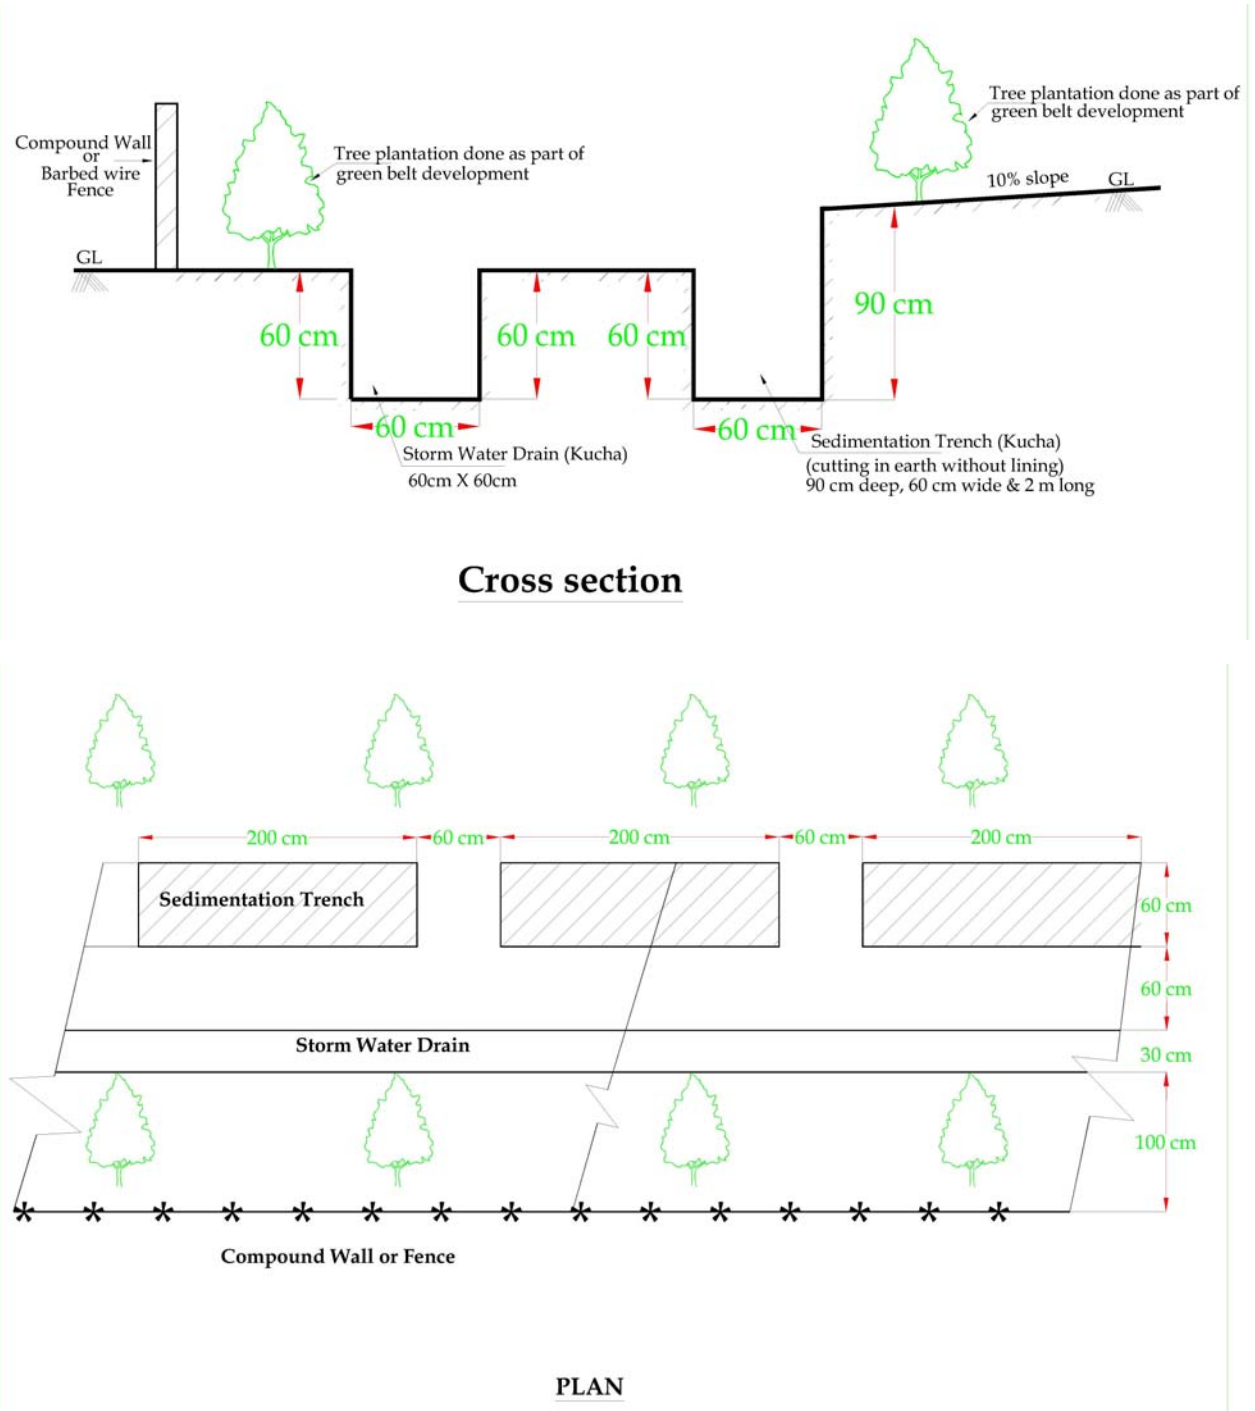 Tree plantation done as part of
green belt development
Compound Wall
or
Barbed wire
Fence
Tree plantation done as part of
green belt development
10% slope
GL
GL
90 cm
60 cm
60 cm
60 cm
60 cm
60 cm
Storm Water Drain (Kucha)
60cm X 60cm
Sedimentation Trench (Kucha)
(cutting in earth without lining)
90 cm deep, 60 cm wide & 2 m long
Cross section
200 cm
60 cm
200 cm
60 cm
200 cm
Sedimentation Trench
60 cm
60 cm
Storm Water Drain
30 cm
100 cm
Compound Wall or Fence
PLAN